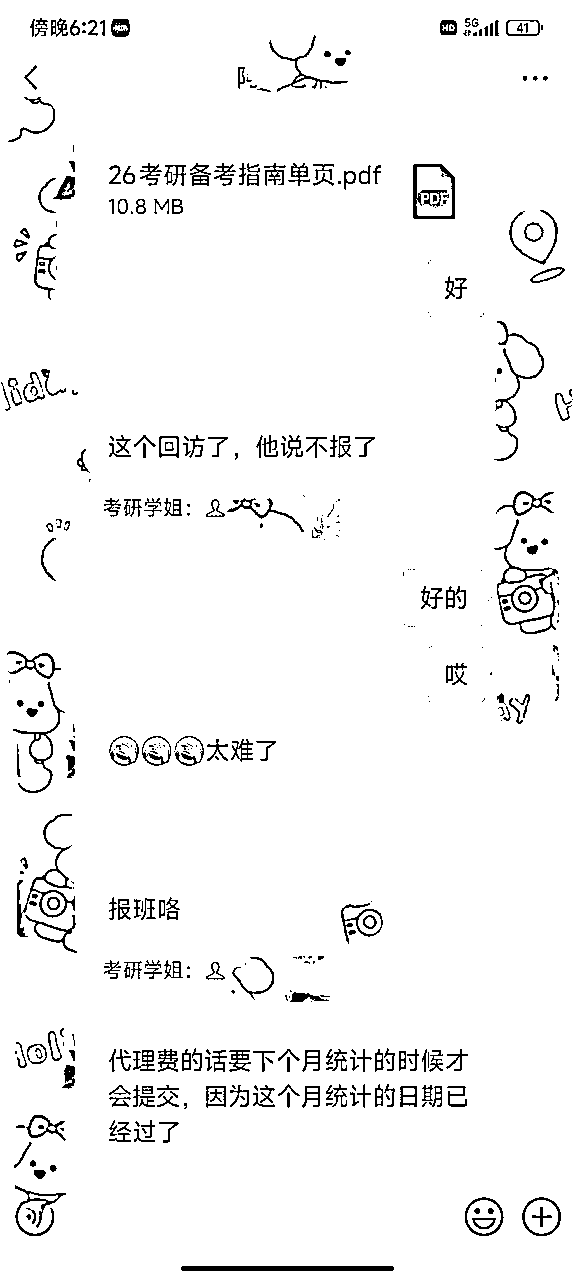 傍晚6:21
HD 5G 41
26考研备考指南单页.pdf
10.8 MB
PDF
好
这个回访了，他说不报了
考研学姐：
好的
哎
太难了
报班咯
考研学姐：
代理费的话要下个月统计的时候才
会提交，因为这个月统计的日期已
经过了